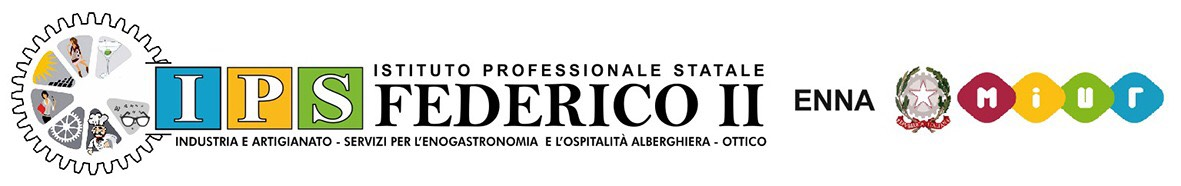 IPS
ISTITUTO PROFESSIONALE STATALE
FEDERICO II
INDUSTRIA E ARTIGIANATO - SERVIZI PER L'ENOGASTRONOMIA E L'OSPITALITÀ ALBERGHIERA - OTTICO
ENNA
miur